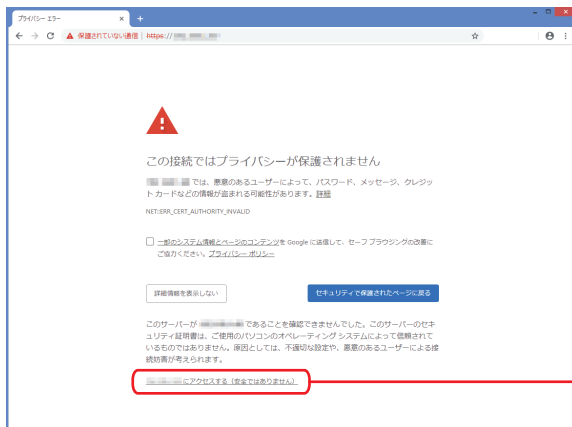 プライバシー エラー
保護されていない通信 | https://
この接続ではプライバシーが保護されません
では、悪意のあるユーザーによって、パスワード、メッセージ、クレジッ
ト カードなどの情報が盗まれる可能性があります。詳細
NET::ERR_CERT_AUTHORITY_INVALID
一部のシステム情報とページのコンテンツを Google に送信して、セーフ ブラウジングの改善に
ご協力ください。プライバシー ポリシー
詳細情報を表示しない
セキュリティで保護されたページに戻る
このサーバーが であることを確認できませんでした。このサーバーのセキ
ュリティ証明書は、ご使用のパソコンのオペレーティング システムによって信頼されて
いるものではありません。原因としては、不適切な設定や、悪意のあるユーザーによる接
続妨害が考えられます。
にアクセスする（安全ではありません）